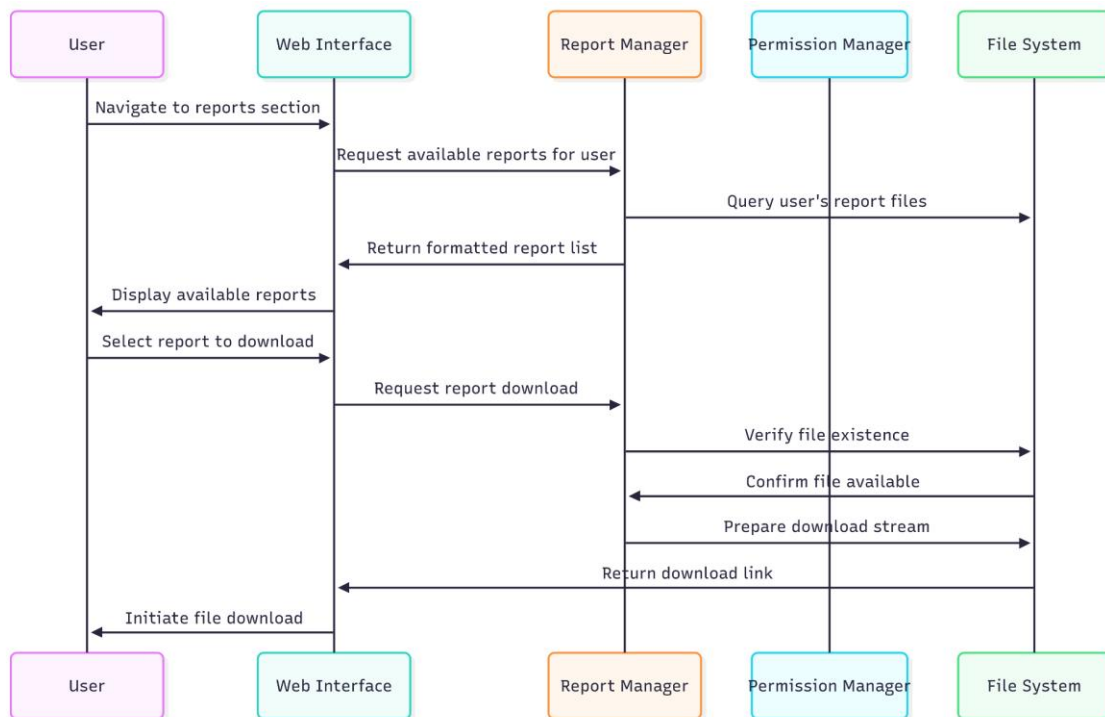 User
Web Interface
Report Manager
Permission Manager
File System
Navigate to reports section
Request available reports for user
Query user's report files
Return formatted report list
Display available reports
Select report to download
Request report download
Verify file existence
Confirm file available
Prepare download stream
Return download link
Initiate file download
User
Web Interface
Report Manager
Permission Manager
File System